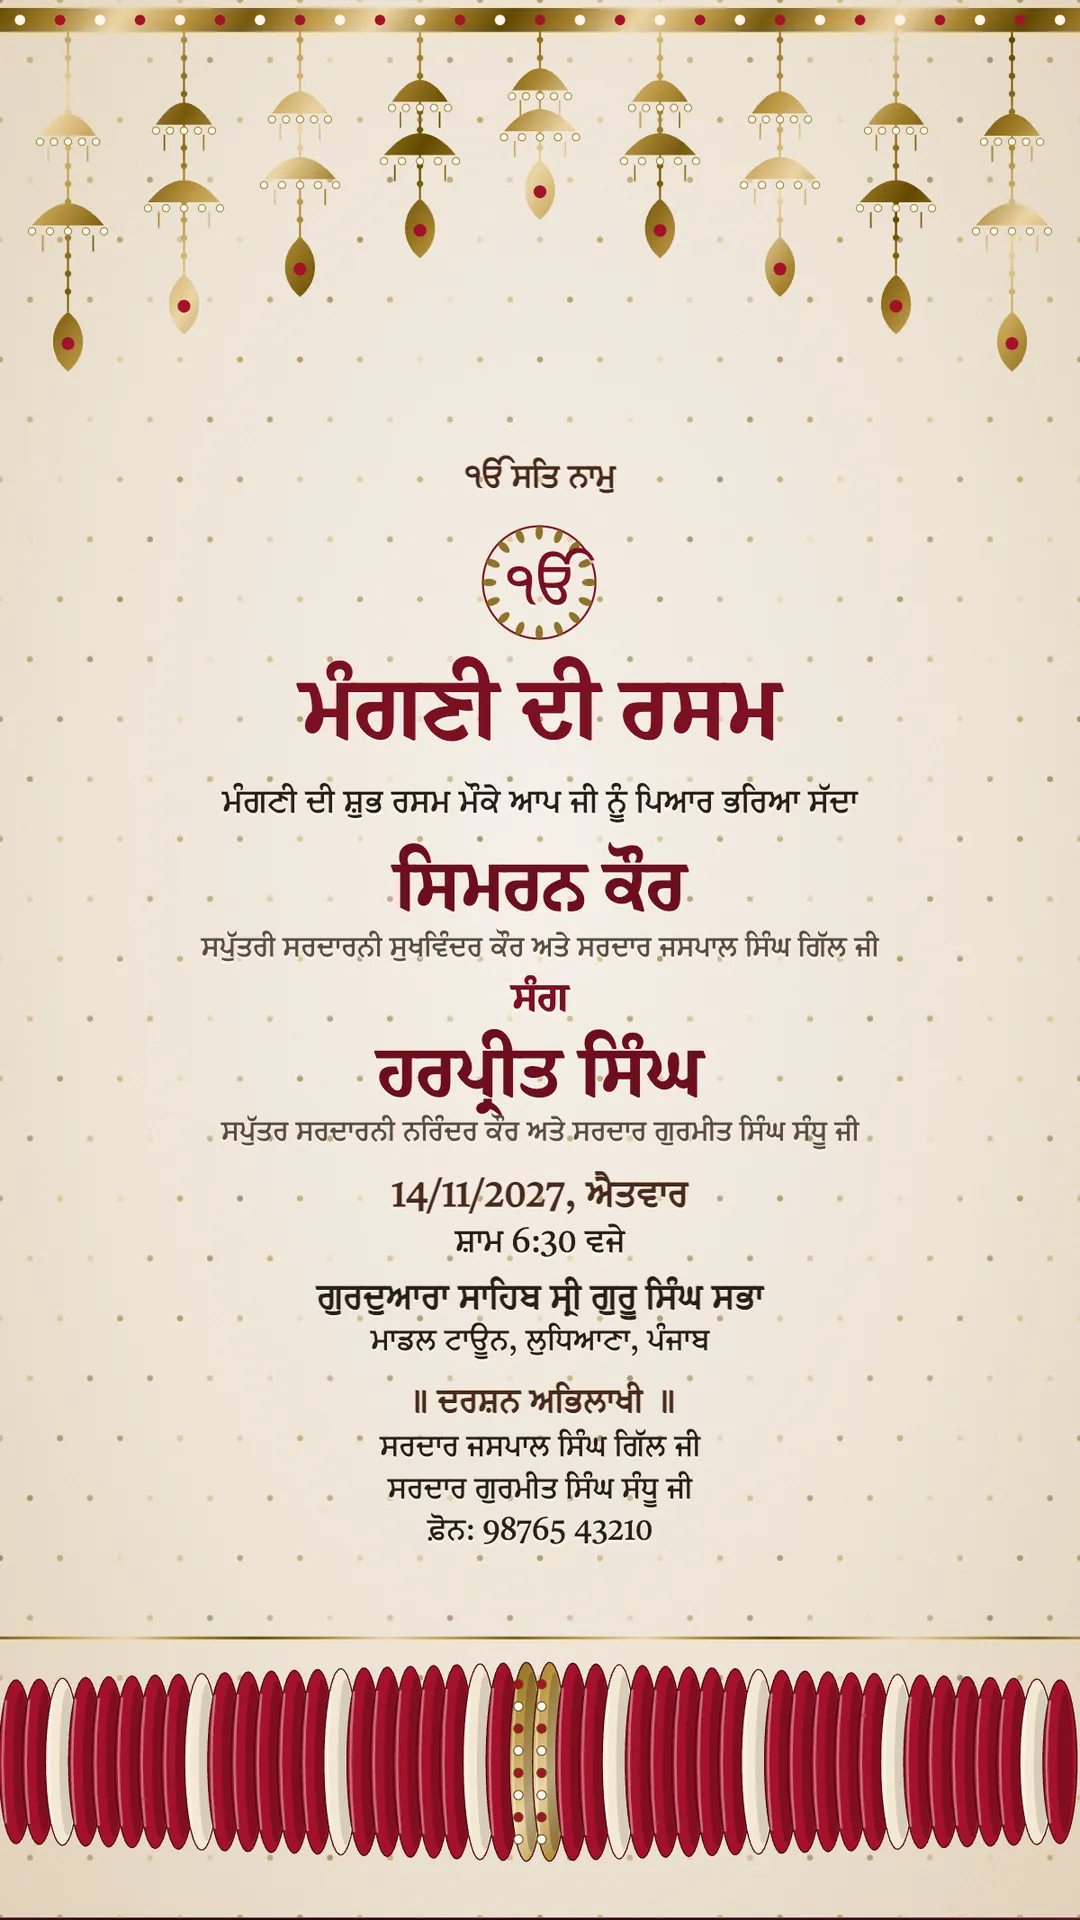 ੴ ਸਤਿ ਨਾਮੁ
ੴ
ਮੰਗਣੀ ਦੀ ਰਸਮ
ਮੰਗਣੀ ਦੀ ਸ਼ੁਭ ਰਸਮ ਮੌਕੇ ਆਪ ਜੀ ਨੂੰ ਪਿਆਰ ਭਰਿਆ ਸੱਦਾ
ਸਿਮਰਨ ਕੌਰ
ਸਪੁੱਤਰੀ ਸਰਦਾਰਨੀ ਸੁਖਵਿੰਦਰ ਕੌਰ ਅਤੇ ਸਰਦਾਰ ਜਸਪਾਲ ਸਿੰਘ ਗਿੱਲ ਜੀ
ਸੰਗ
ਹਰਪ੍ਰੀਤ ਸਿੰਘ
ਸਪੁੱਤਰ ਸਰਦਾਰਨੀ ਨਰਿੰਦਰ ਕੌਰ ਅਤੇ ਸਰਦਾਰ ਗੁਰਮੀਤ ਸਿੰਘ ਸੰਧੂ ਜੀ
14/11/2027, ਐਤਵਾਰ
ਸ਼ਾਮ 6:30 ਵਜੇ
ਗੁਰਦੁਆਰਾ ਸਾਹਿਬ ਸ੍ਰੀ ਗੁਰੂ ਸਿੰਘ ਸਭਾ
ਮਾਡਲ ਟਾਊਨ, ਲੁਧਿਆਣਾ, ਪੰਜਾਬ
॥ ਦਰਸ਼ਨ ਅਭਿਲਾਖੀ ॥
ਸਰਦਾਰ ਜਸਪਾਲ ਸਿੰਘ ਗਿੱਲ ਜੀ
ਸਰਦਾਰ ਗੁਰਮੀਤ ਸਿੰਘ ਸੰਧੂ ਜੀ
ਫ਼ੋਨ: 98765 43210